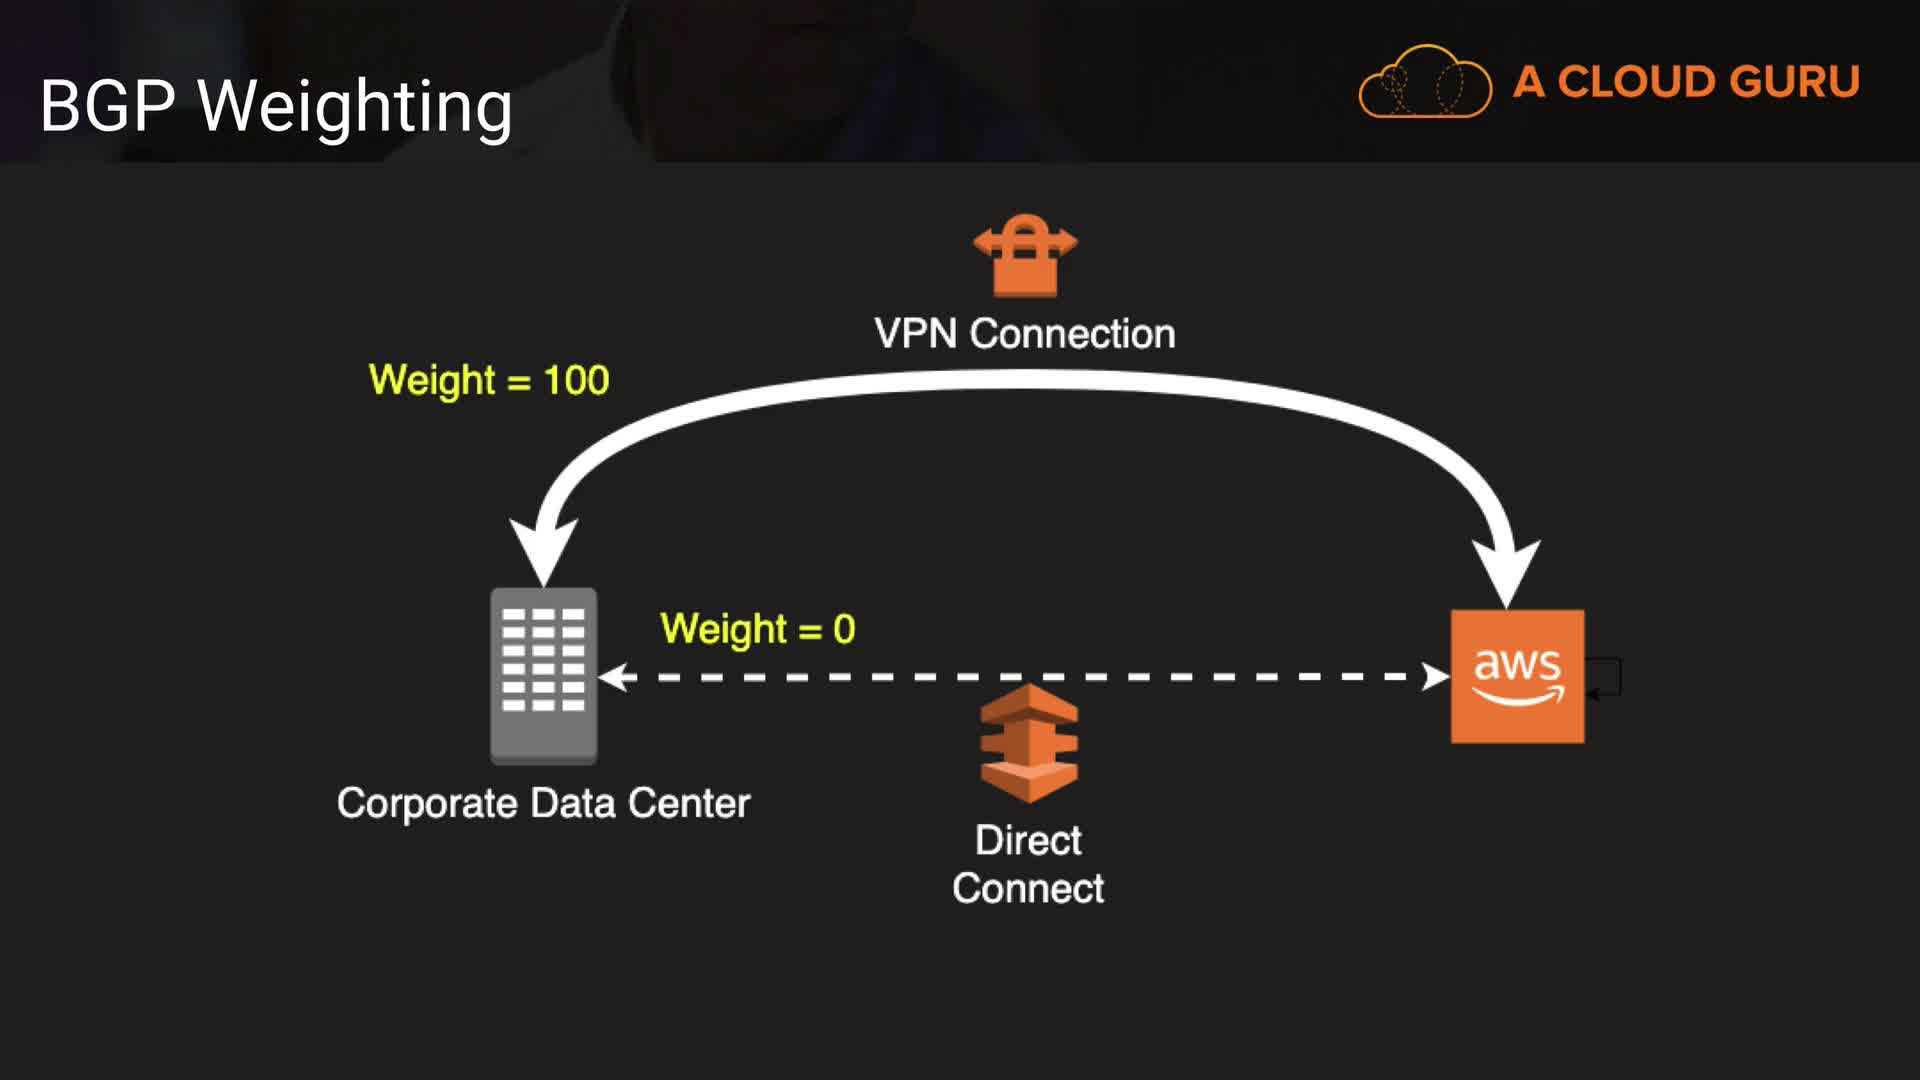 BGP Weighting
A CLOUD GURU
VPN Connection
Weight = 100
Weight = 0
aws
Corporate Data Center
Direct
Connect